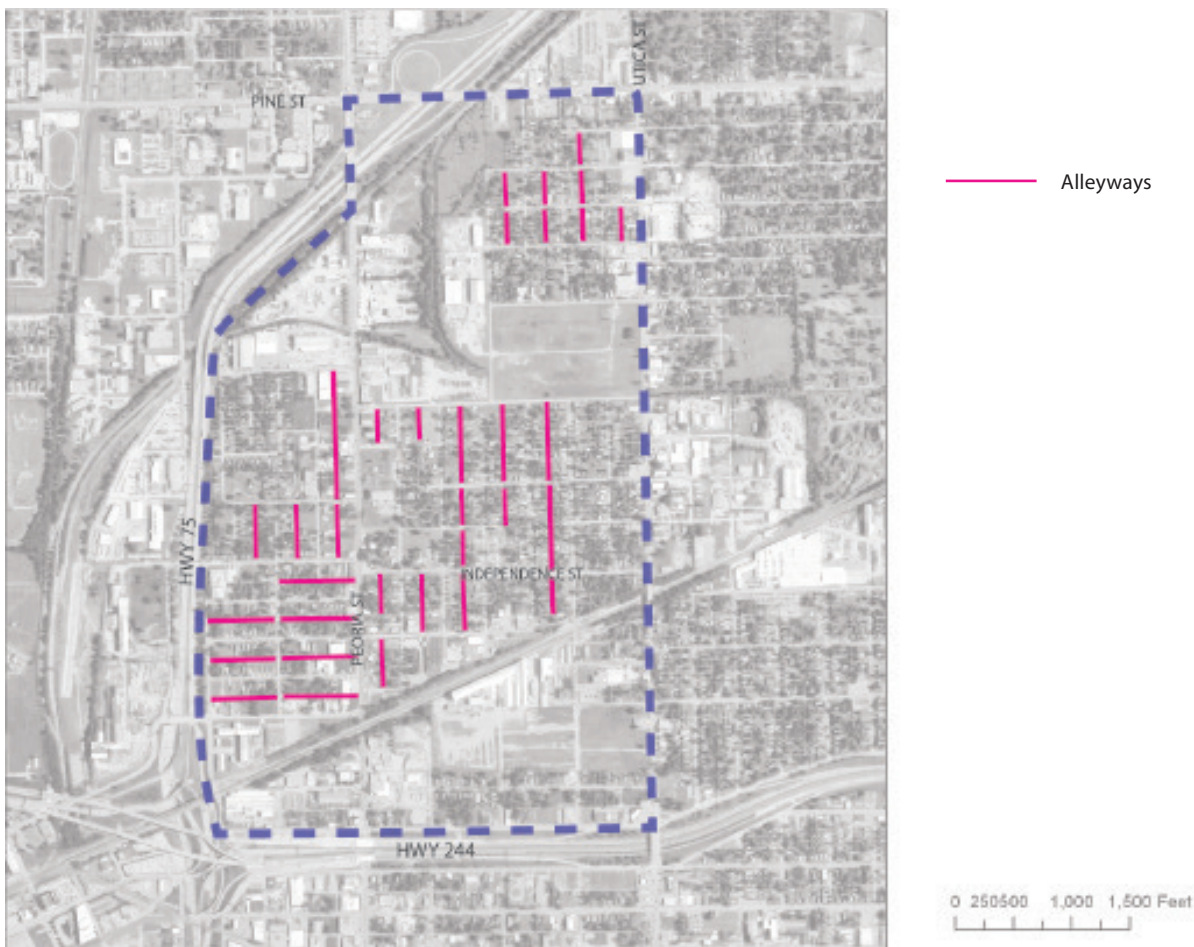 UTICA ST
PINE ST
Alleyways
HWY 75
INDEPENDENCE ST
PEORIA ST
HWY 244
0 250500 1,000 1,500 Feet